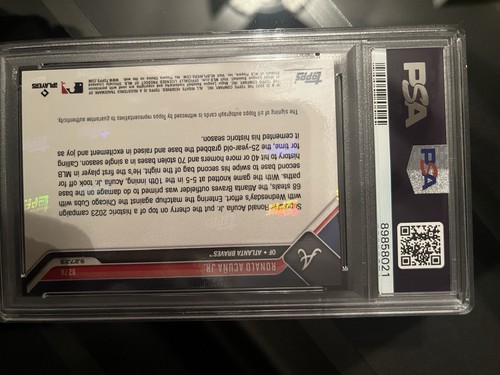 RONALD ACUÑA JR.
OF • ATLANTA BRAVES™
9.27.23
Ronald Acuña Jr. put the cherry on top of a historic 2023 campaign
with Wednesday's effort. Entering the matchup against the Chicago Cubs with
68 steals, the Atlanta Braves outfielder was primed to do damage on the base
paths. With the game knotted at 5-5 in the 10th inning, Acuña Jr. took off for
second base to swipe his second bag of the night. He's the first player in MLB
history to hit 40 or more homers and 70 stolen bases in a single season. Calling
time, the 25-year-old grabbed the base and raised excitement and joy as
it cemented his historic season.
The signing of Topps autograph cards is witnessed by Topps representatives to guarantee authenticity.
topps
PLAYERS
PSA
PSA
89858021